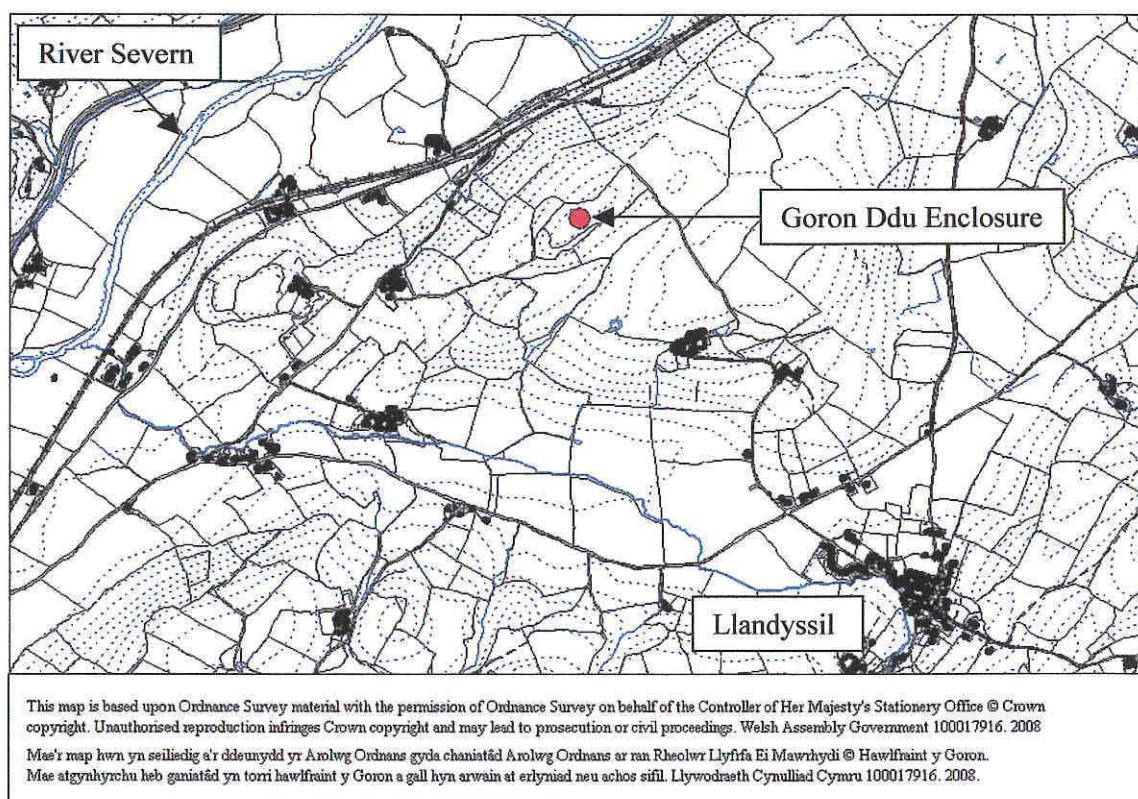 River Severn
Goron Ddu Enclosure
Llandyssil
This map is based upon Ordnance Survey material with the permission of Ordnance Survey on behalf of the Controller of Her Majesty's Stationery Office © Crown
copyright. Unauthorised reproduction infringes Crown copyright and may lead to prosecution or civil proceedings. Welsh Assembly Government 100017916. 2008
Mae'r map hwn yn seiliedig a'r ddeunydd yr Arolwg Ordnans gyda chaniatâd Arolwg Ordnans ar ran Rheolwr Llyfrfa Ei Mawrhydi © Hawlfraint y Goron.
Mae atgynhyrchu heb ganiatâd yn torri hawlfraint y Goron a gall hyn arwain at erlyniad neu achos sifil. Llywodraeth Cynulliad Cymru 100017916. 2008.